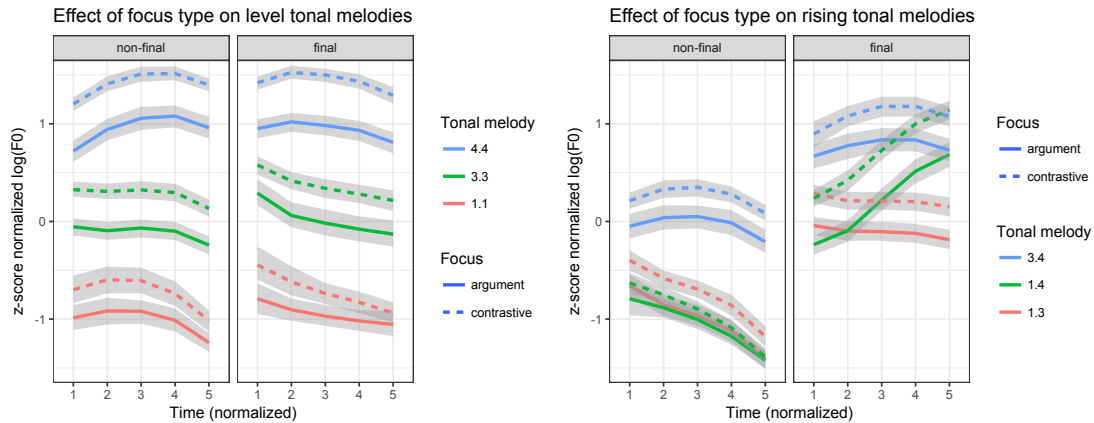 Effect of focus type on level tonal melodies
non-final final
z-score normalized log(F0)
1
0
-1
1 2 3 4 5 1 2 3 4 5
Time (normalized)
Tonal melody
4.4
3.3
1.1
Focus
argument
contrastive
Effect of focus type on rising tonal melodies
non-final final
z-score normalized log(F0)
1
0
-1
1 2 3 4 5 1 2 3 4 5
Time (normalized)
Focus
argument
contrastive
Tonal melody
3.4
1.4
1.3